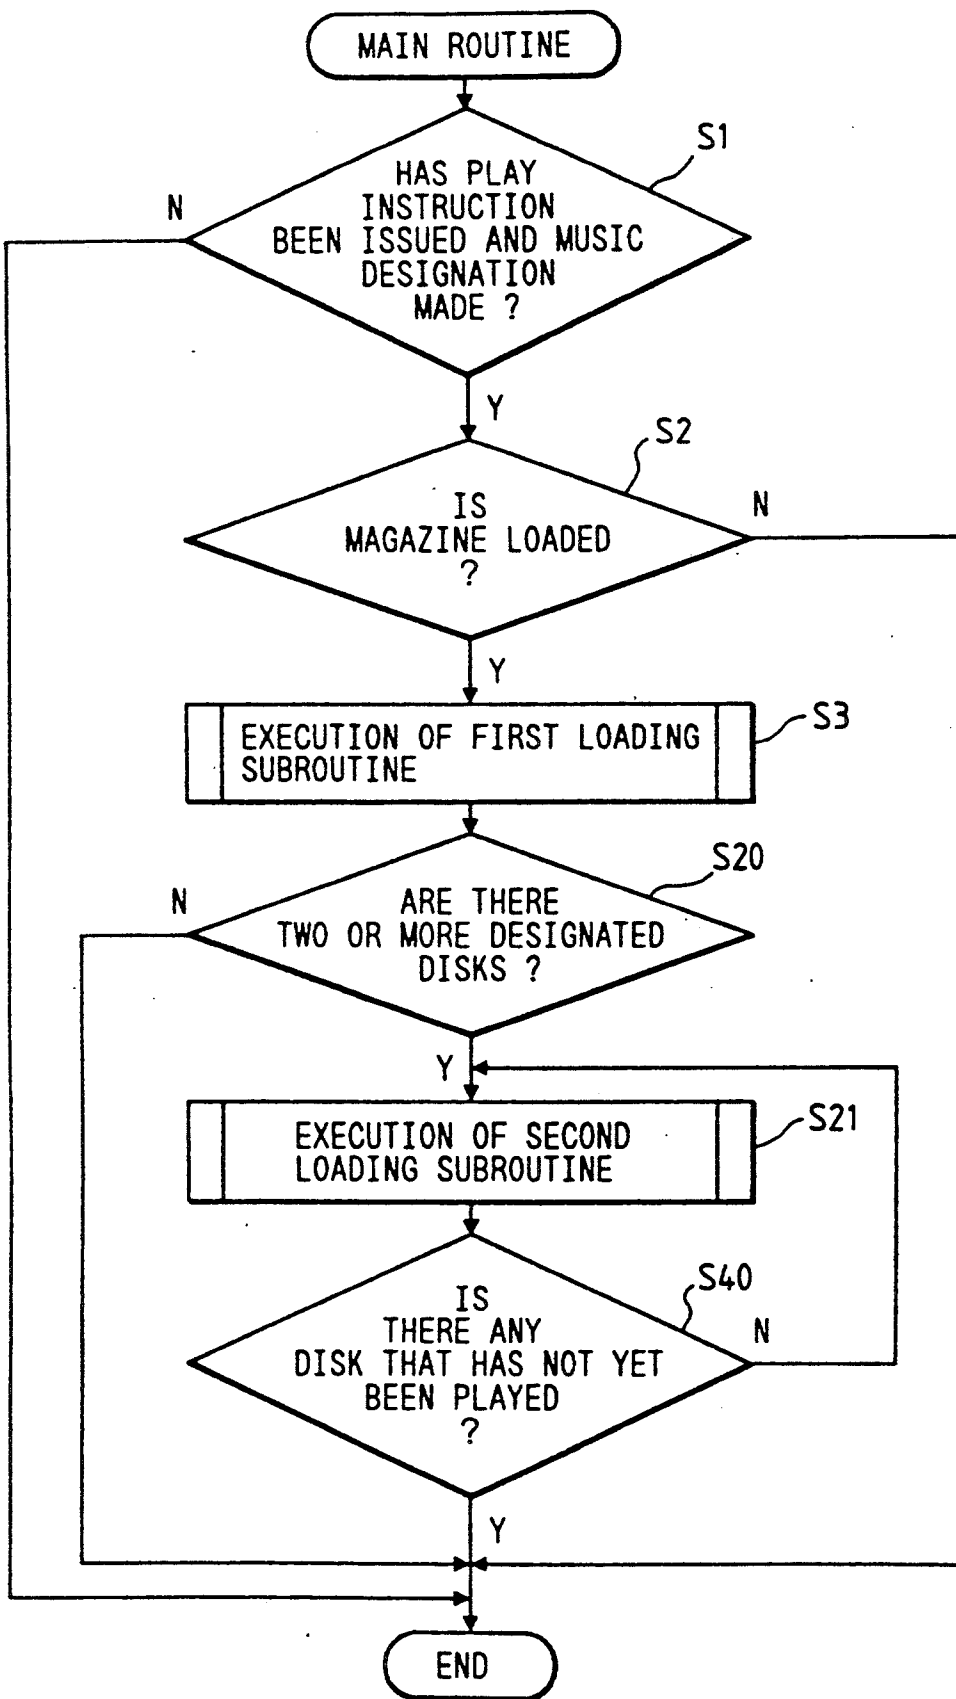 MAIN ROUTINE
S1
HAS PLAY
INSTRUCTION
BEEN ISSUED AND MUSIC
DESIGNATION
MADE ?
N
Y
S2
IS
MAGAZINE LOADED
?
N
Y
S3
EXECUTION OF FIRST LOADING
SUBROUTINE
S20
ARE THERE
TWO OR MORE DESIGNATED
DISKS ?
N
Y
S21
EXECUTION OF SECOND
LOADING SUBROUTINE
S40
IS
THERE ANY
DISK THAT HAS NOT YET
BEEN PLAYED
?
N
Y
END